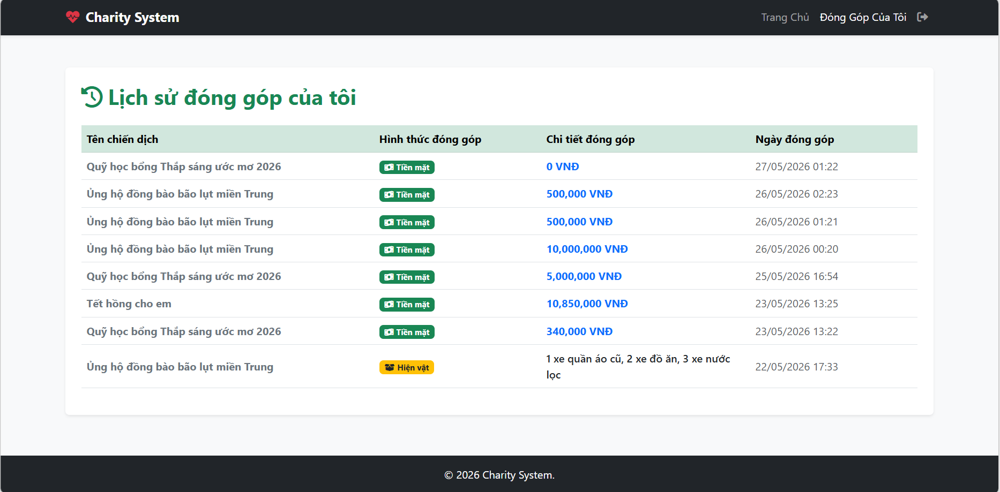 Charity System
Trang Chủ Đóng Góp Của Tôi
Lịch sử đóng góp của tôi
Tên chiến dịch Hình thức đóng góp Chi tiết đóng góp Ngày đóng góp
Quỹ học bổng Thắp sáng ước mơ 2026 Tiền mặt 0 VNĐ 27/05/2026 01:22
Ủng hộ đồng bào bão lụt miền Trung Tiền mặt 500,000 VNĐ 26/05/2026 02:23
Ủng hộ đồng bào bão lụt miền Trung Tiền mặt 500,000 VNĐ 26/05/2026 01:21
Ủng hộ đồng bào bão lụt miền Trung Tiền mặt 10,000,000 VNĐ 26/05/2026 00:20
Quỹ học bổng Thắp sáng ước mơ 2026 Tiền mặt 5,000,000 VNĐ 25/05/2026 16:54
Tết hồng cho em Tiền mặt 10,850,000 VNĐ 23/05/2026 13:25
Quỹ học bổng Thắp sáng ước mơ 2026 Tiền mặt 340,000 VNĐ 23/05/2026 13:22
Ủng hộ đồng bào bão lụt miền Trung Hiện vật 1 xe quần áo cũ, 2 xe đồ ăn, 3 xe nước
lọc 22/05/2026 17:33
© 2026 Charity System.